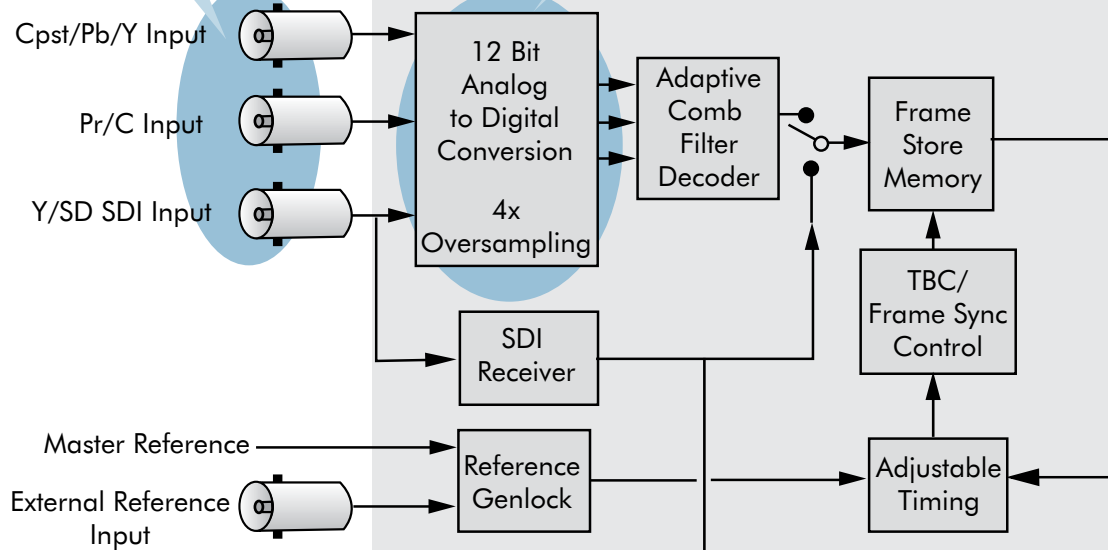 Cpst/Pb/Y Input
Pr/C Input
Y/SD SDI Input
12 Bit
Analog
to Digital
Conversion
4x
Oversampling
Adaptive
Comb
Filter
Decoder
Frame
Store
Memory
SDI
Receiver
TBC/
Frame Sync
Control
Master Reference
External Reference
Input
Reference
Genlock
Adjustable
Timing